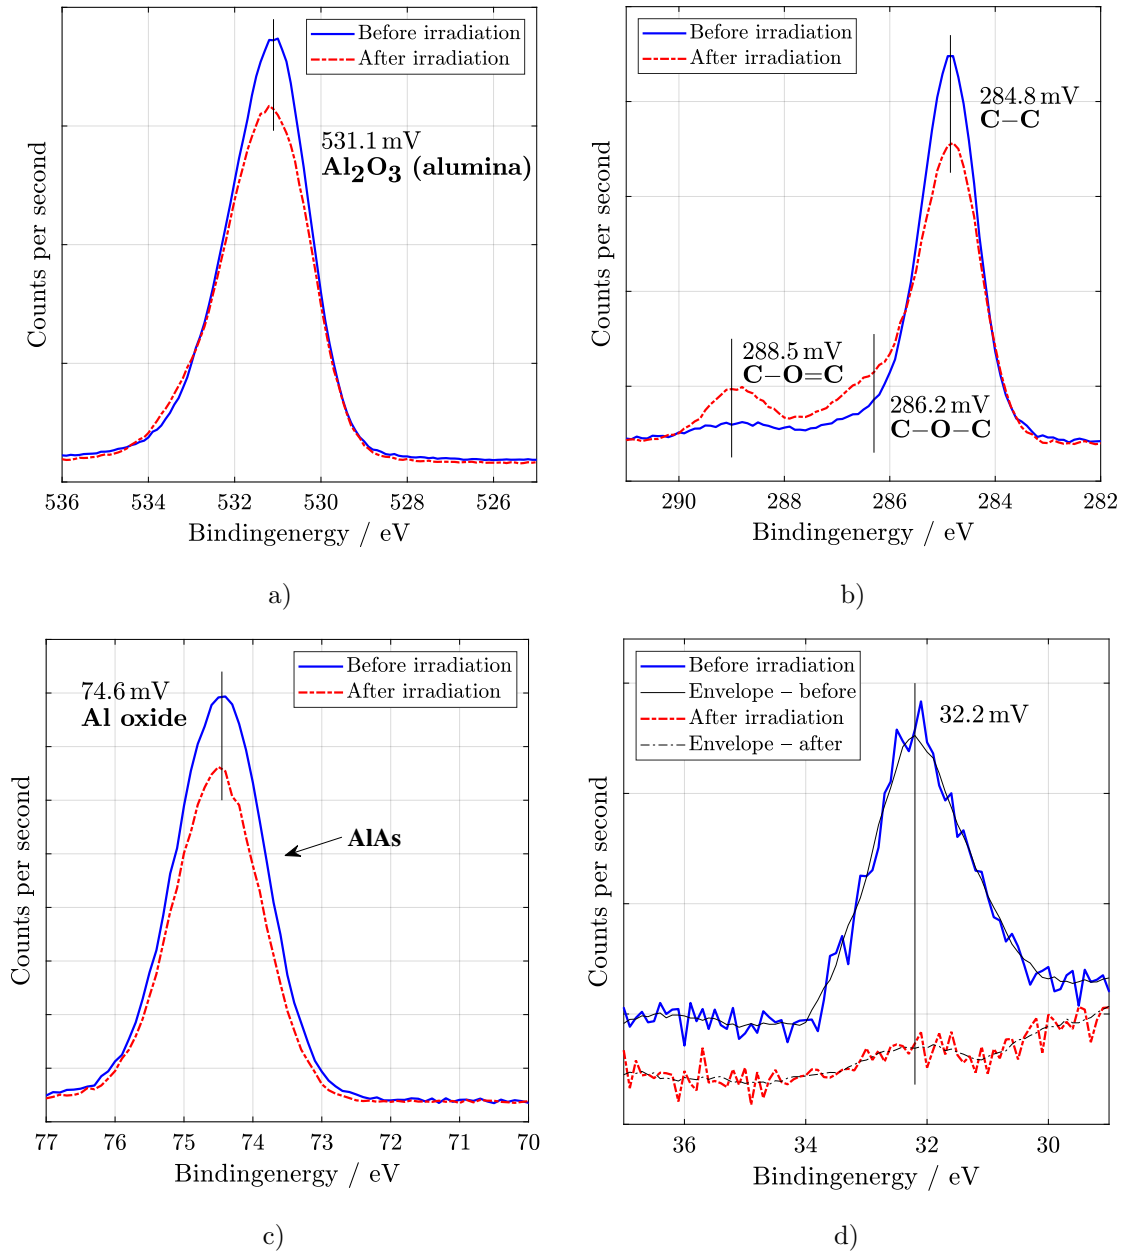 Before irradiation
After irradiation
531.1 mV
Al2O3 (alumina)
Counts per second
536 534 532 530 528 526
Bindingenergy / eV
a)
Before irradiation
After irradiation
284.8 mV
C−C
288.5 mV
C−O=C
286.2 mV
C−O−C
Counts per second
290 288 286 284 282
Bindingenergy / eV
b)
Before irradiation
After irradiation
74.6 mV
Al oxide
AlAs
Counts per second
77 76 75 74 73 72 71 70
Bindingenergy / eV
c)
Before irradiation
Envelope – before
After irradiation
Envelope – after
32.2 mV
Counts per second
36 34 32 30
Bindingenergy / eV
d)